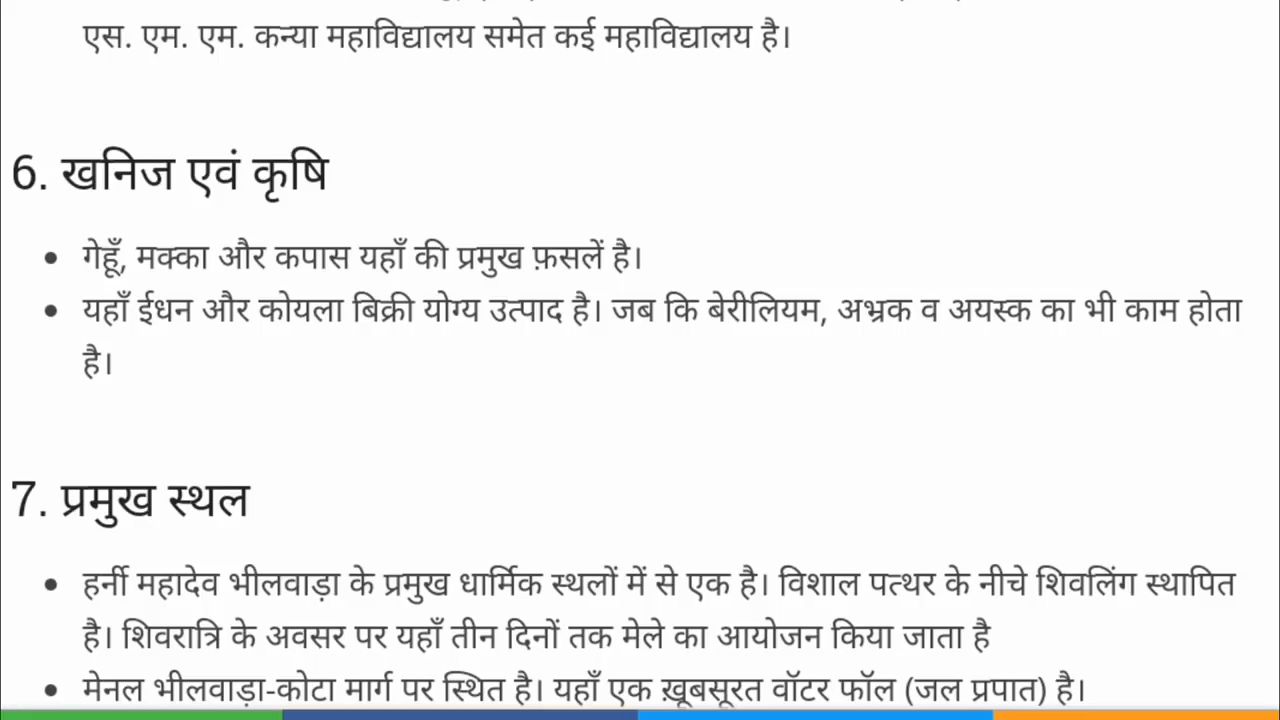 एस. एम. एम. कन्या महाविद्यालय समेत कई महाविद्यालय है।
6. खनिज एवं कृषि
• गेहूँ, मक्का और कपास यहाँ की प्रमुख फ़सलें है।
• यहाँ ईधन और कोयला बिक्री योग्य उत्पाद है। जब कि बेरीलियम, अभ्रक व अयस्क का भी काम होता
है।
7. प्रमुख स्थल
• हर्नी महादेव भीलवाड़ा के प्रमुख धार्मिक स्थलों में से एक है। विशाल पत्थर के नीचे शिवलिंग स्थापित
है। शिवरात्रि के अवसर पर यहाँ तीन दिनों तक मेले का आयोजन किया जाता है
• मेनल भीलवाड़ा-कोटा मार्ग पर स्थित है। यहाँ एक ख़ूबसूरत वॉटर फॉल (जल प्रपात) है।